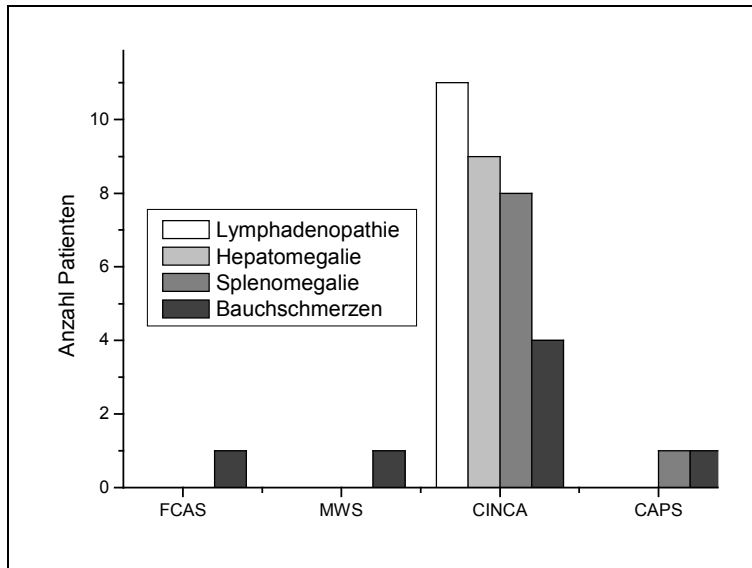 Anzahl Patienten
10
8
6
4
2
0
Lymphadenopathie
Hepatomegalie
Splenomegalie
Bauchschmerzen
FCAS MWS CINCA CAPS